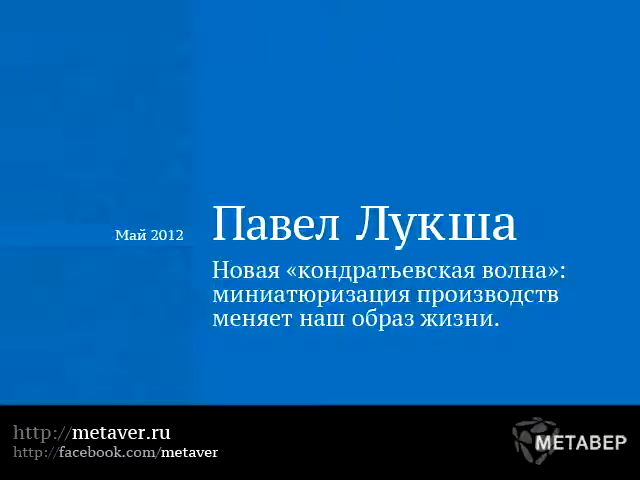 Май 2012
Павел Лукша
Новая «кондратьевская волна»:
миниатюризация производств
меняет наш образ жизни.
http://metaver.ru
http://facebook.com/metaver
МЕТАВЕР